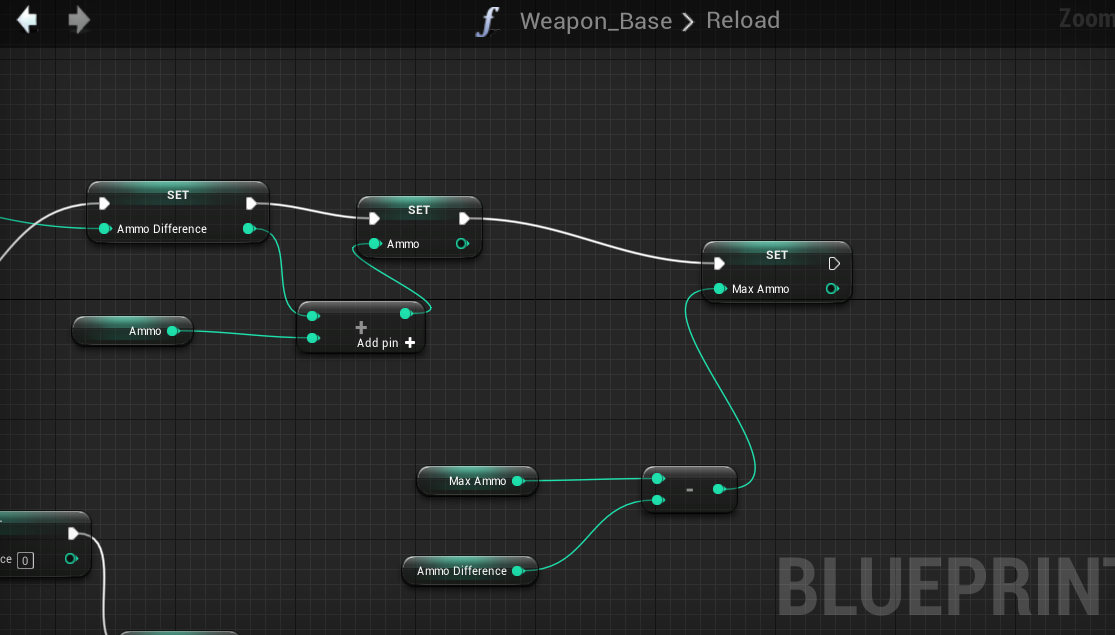 Weapon_Base > Reload
Zoom
SET
Ammo Difference
SET
Ammo
SET
Max Ammo
Ammo
+
Add pin +
Max Ammo
-
Ammo Difference
ce 0
BLUEPRINT